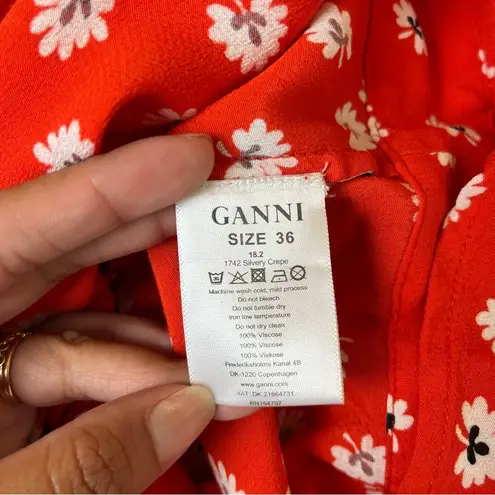 GANNI
SIZE 36
18.2
1742 Silvery Crepe
Machine wash cold, mild process
Do not bleach
Do not tumble dry
Iron low temperature
Do not dry clean
100% Viscose
100% Viscose
100% Viskose
Frederiksholms Kanal 4B
DK-1220 Copenhagen
www.ganni.com
VAT: DK 21664731
RN154797